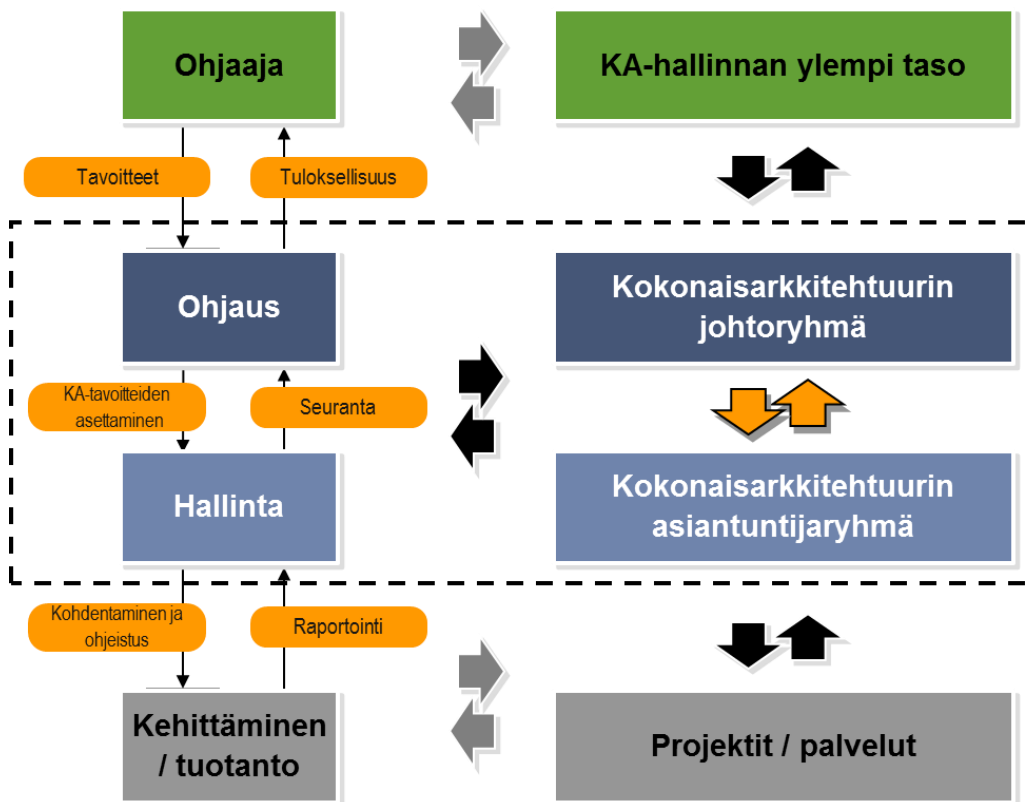 Ohjaaja
KA-hallinnan ylempi taso
Tavoitteet
Tuloksellisuus
Ohjaus
Kokonaisarkkitehtuurin
johtoryhmä
KA-tavoitteiden
asettaminen
Seuranta
Hallinta
Kokonaisarkkitehtuurin
asiantuntijaryhmä
Kohdentaminen ja
ohjeistus
Raportointi
Kehittäminen
/ tuotanto
Projektit / palvelut